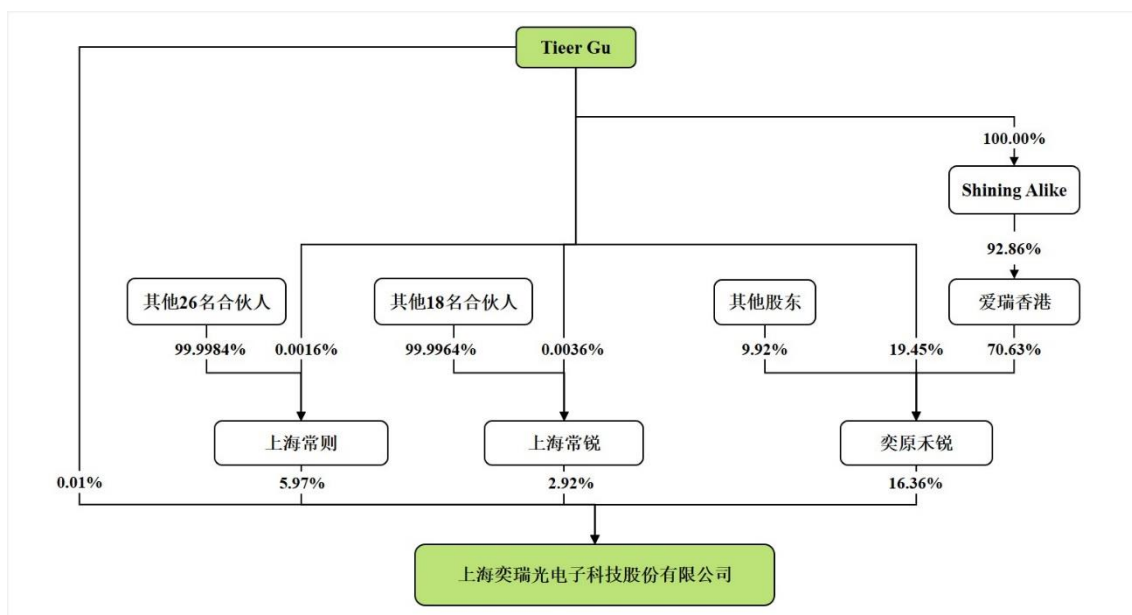 Tieer Gu
100.00%
Shining Alike
92.86%
其他26名合伙人
其他18名合伙人
其他股东
爱瑞香港
99.9984%
0.0016%
99.9964%
0.0036%
9.92%
19.45%
70.63%
上海常则
上海常锐
奕原禾锐
0.01%
5.97%
2.92%
16.36%
上海奕瑞光电子科技股份有限公司